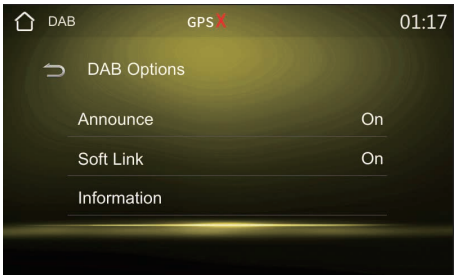 DAB GPS X 01:17
DAB Options
Announce On
Soft Link On
Information